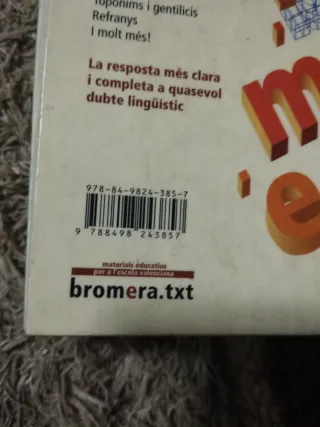 Topònims i gentilicis
Refranys
I molt més!
La resposta més clara
i completa a quasevol
dubte lingüístic
m
é
978-84-9824-385-7
9 788498 243857
materials educatius
per a l'escola valenciana
bromera.txt